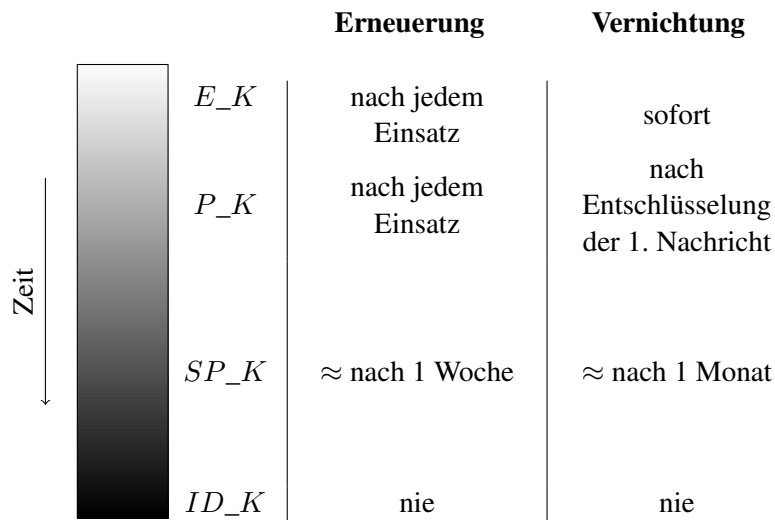 Erneuerung Vernichtung
E_K nach jedem Einsatz sofort
P_K nach jedem Einsatz nach Entschlüsselung der 1. Nachricht
Zeit
SP_K ≈ nach 1 Woche ≈ nach 1 Monat
ID_K nie nie